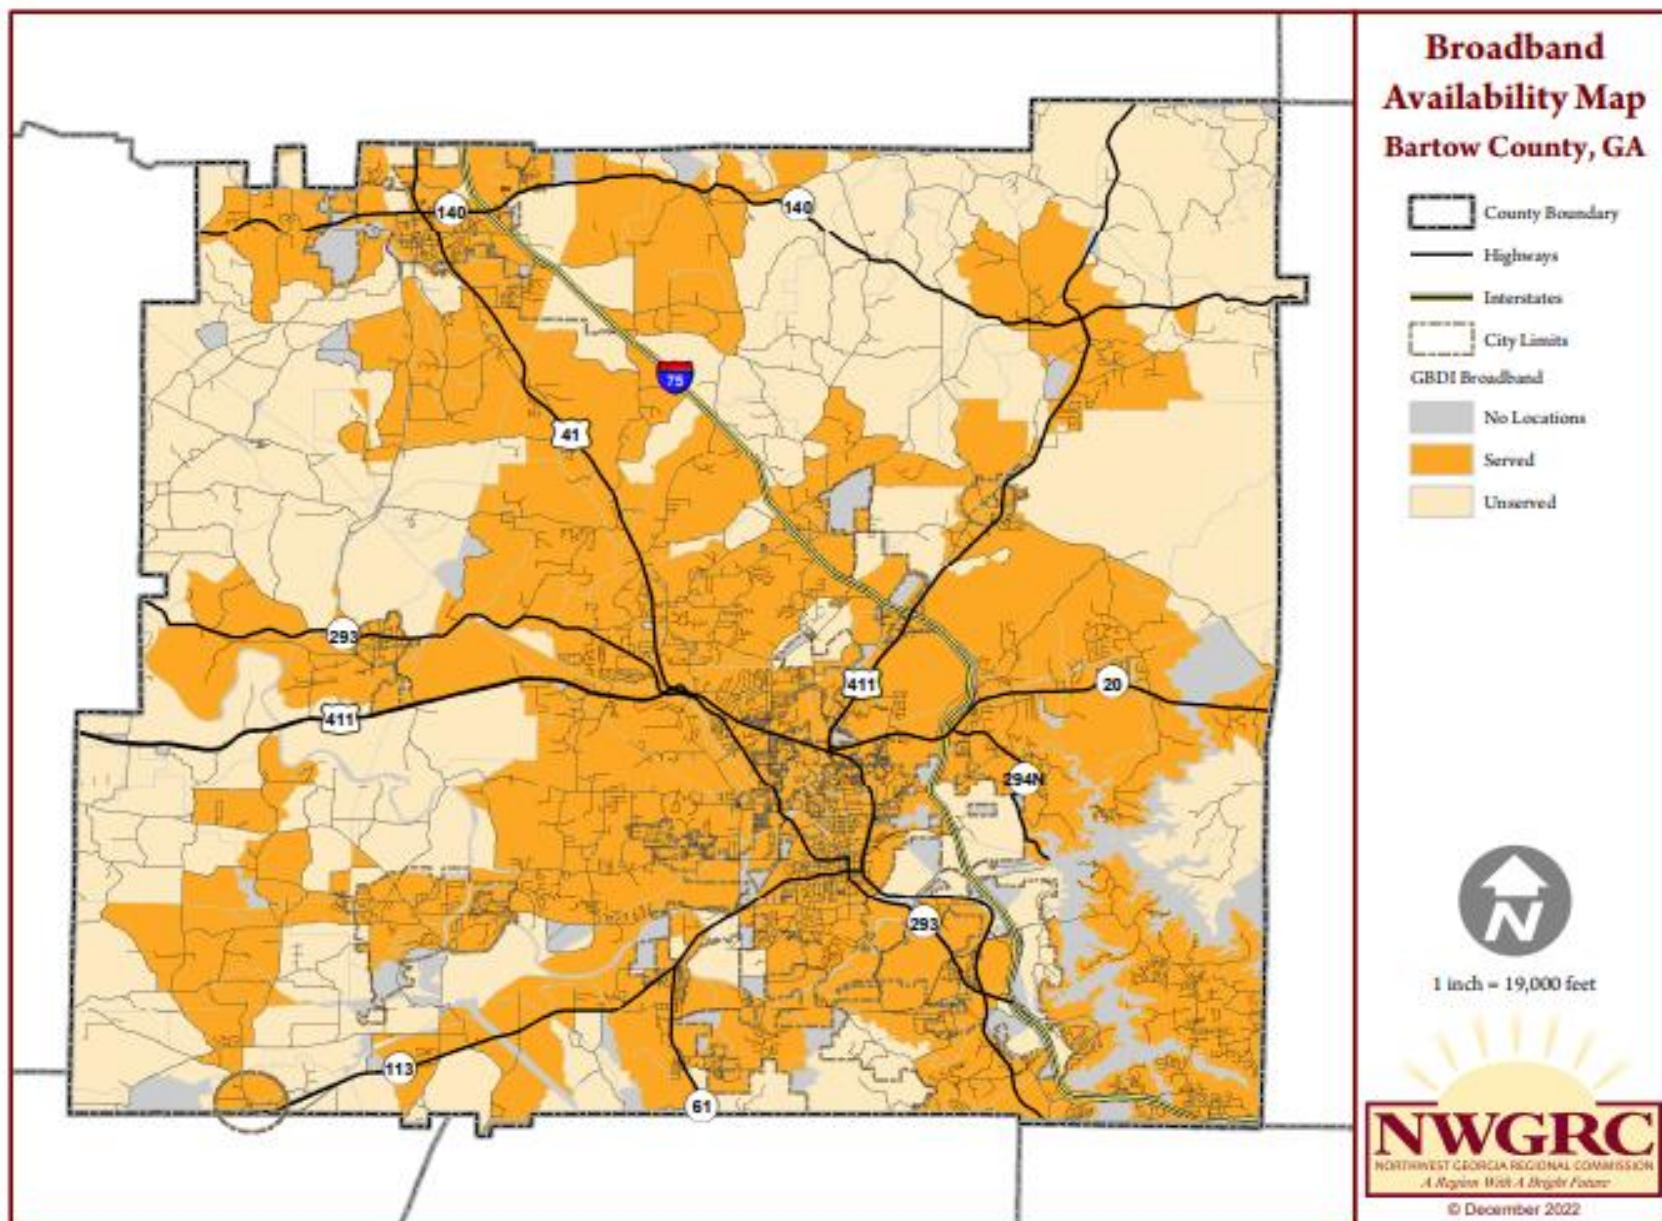 Broadband
Availability Map
Bartow County, GA
County Boundary
Highways
Interstates
City Limits
GBDI Broadband
No Locations
Served
Unserved
140
140
75
41
293
411
411
20
294N
293
113
61
N
1 inch = 19,000 feet
NWGRC
NORTHWEST GEORGIA REGIONAL COMMISSION
A Region With A Bright Future
© December 2022